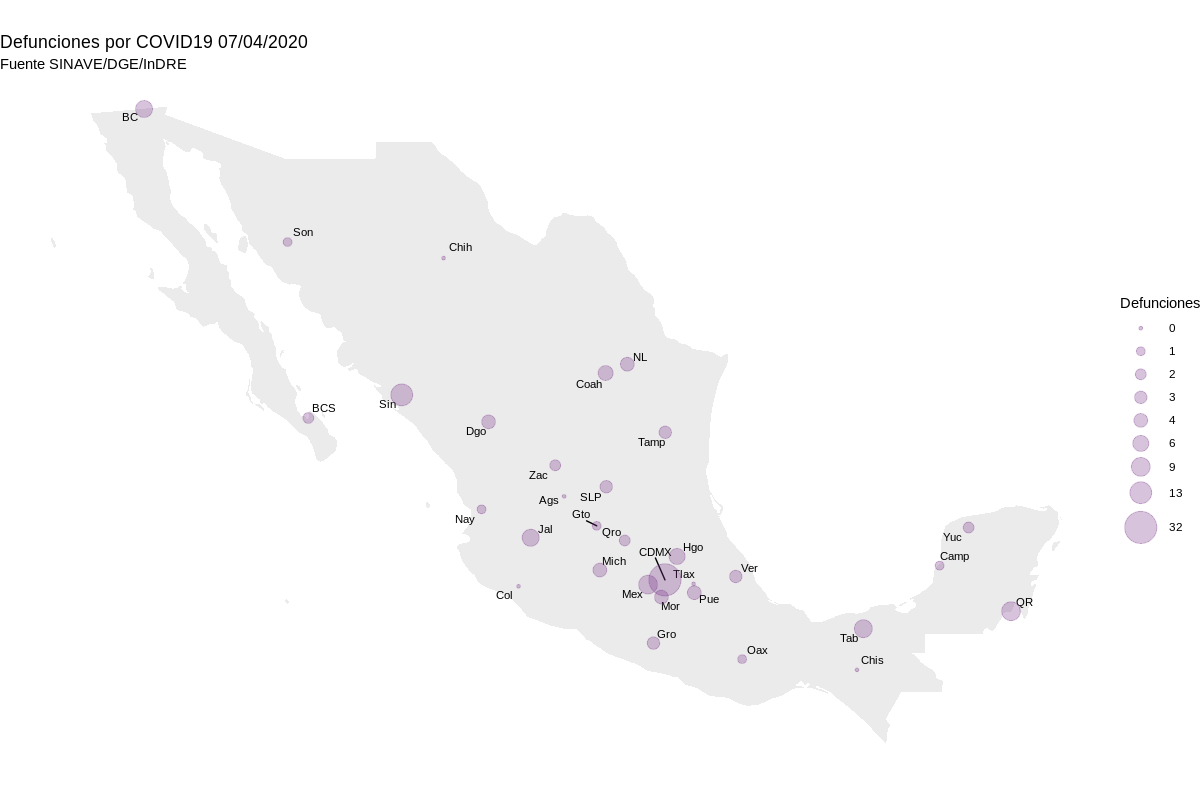 Defunciones por COVID19 07/04/2020
Fuente SINAVE/DGE/InDRE
BC
Son
Chih
NL
Coah
Sin
BCS
Dgo
Tamp
Zac
Ags
SLP
Nay
Gto
Jal
Qro
CDMX
Hgo
Mich
Tlax
Ver
Col
Mex
Mor
Pue
Gro
Oax
Yuc
Camp
QR
Tab
Chis
Defunciones
0
1
2
3
4
6
9
13
32